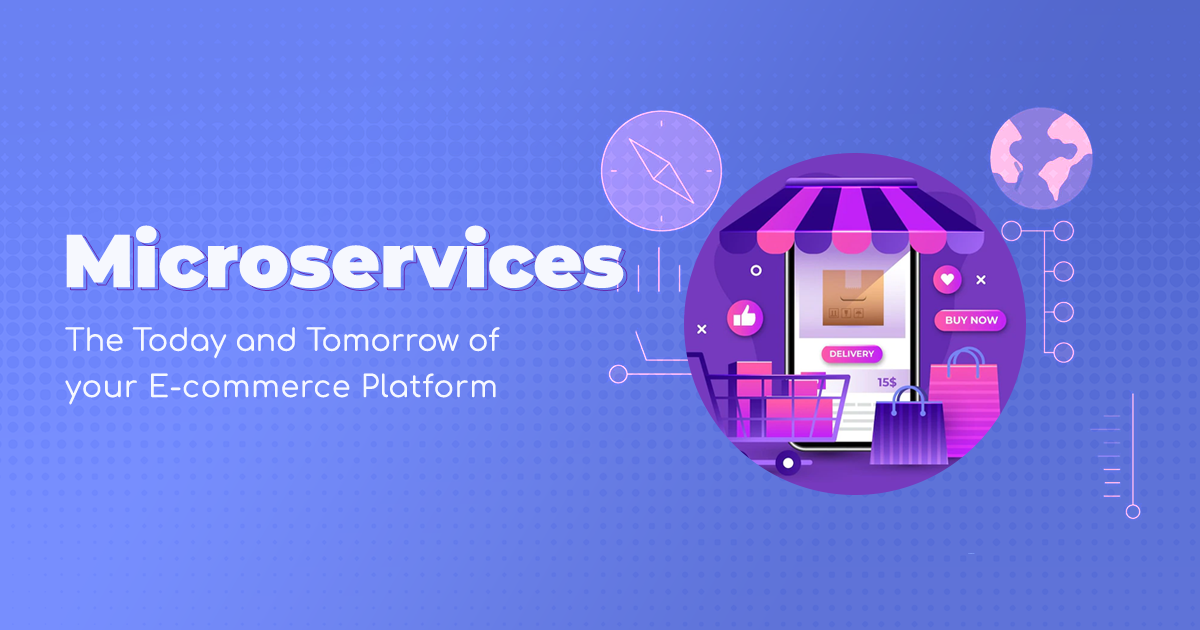 Microservices
The Today and Tomorrow of
your E-commerce Platform
BUY NOW
DELIVERY
15$